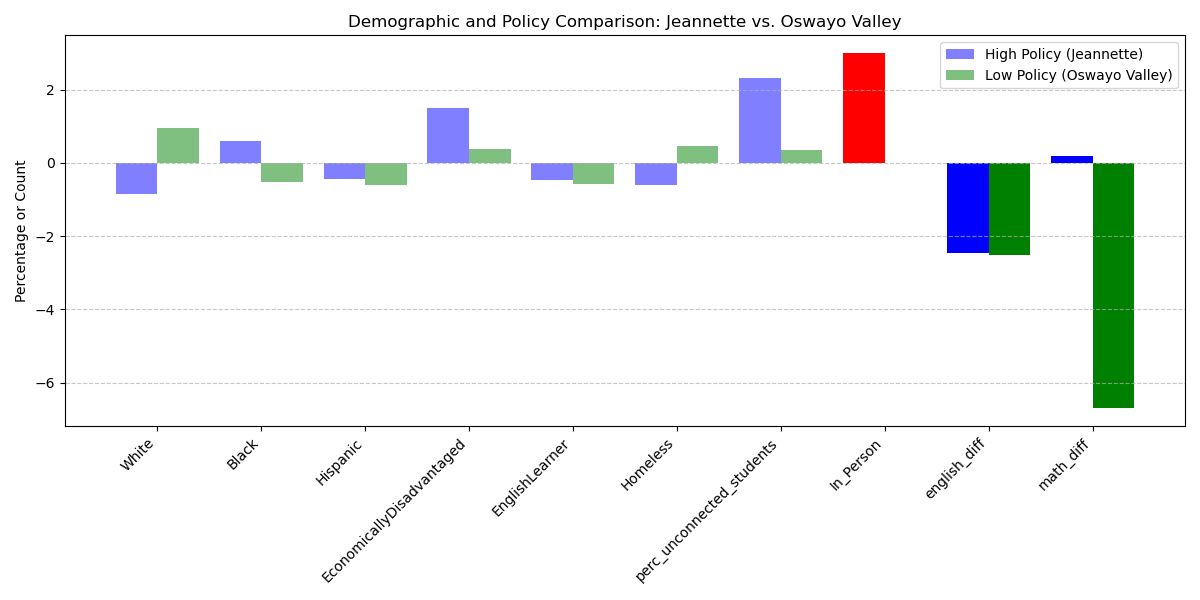 Demographic and Policy Comparison: Jeannette vs. Oswayo Valley
High Policy (Jeannette)
Low Policy (Oswayo Valley)
Percentage or Count
2
0
−2
−4
−6
White
Black
Hispanic
EconomicallyDisadvantaged
EnglishLearner
Homeless
perc_unconnected_students
In_Person
english_diff
math_diff